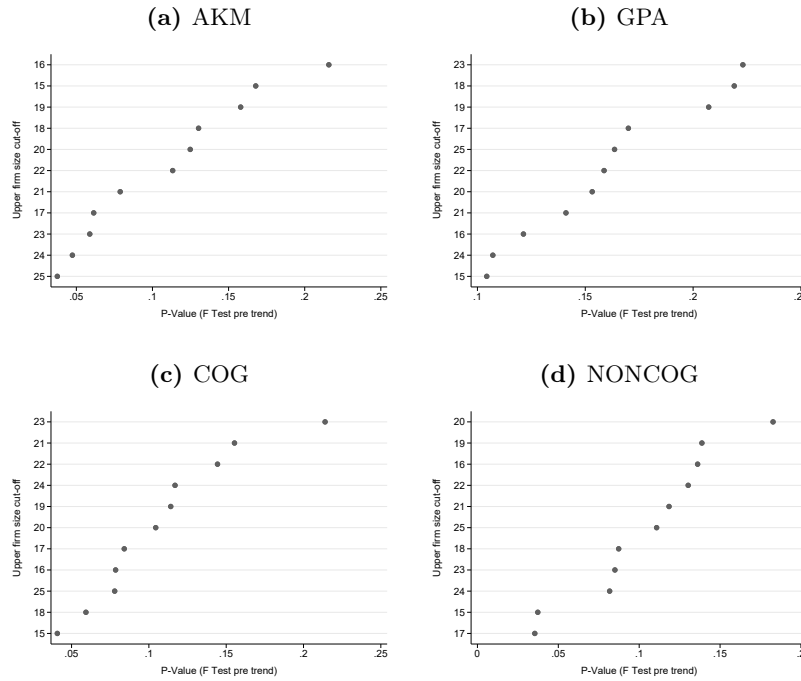 (a) AKM
Upper firm size cut-off
16
15
19
18
20
22
21
17
23
24
25
.05 .1 .15 .2 .25
P-Value (F Test pre trend)
(b) GPA
Upper firm size cut-off
23
18
19
17
25
22
20
21
16
24
15
.1 .15 .2
P-Value (F Test pre trend)
(c) COG
Upper firm size cut-off
23
21
22
24
19
20
17
16
25
18
15
.05 .1 .15 .2 .25
P-Value (F Test pre trend)
(d) NONCOG
Upper firm size cut-off
20
19
16
22
21
25
18
23
24
15
17
0 .05 .1 .15
P-Value (F Test pre trend)